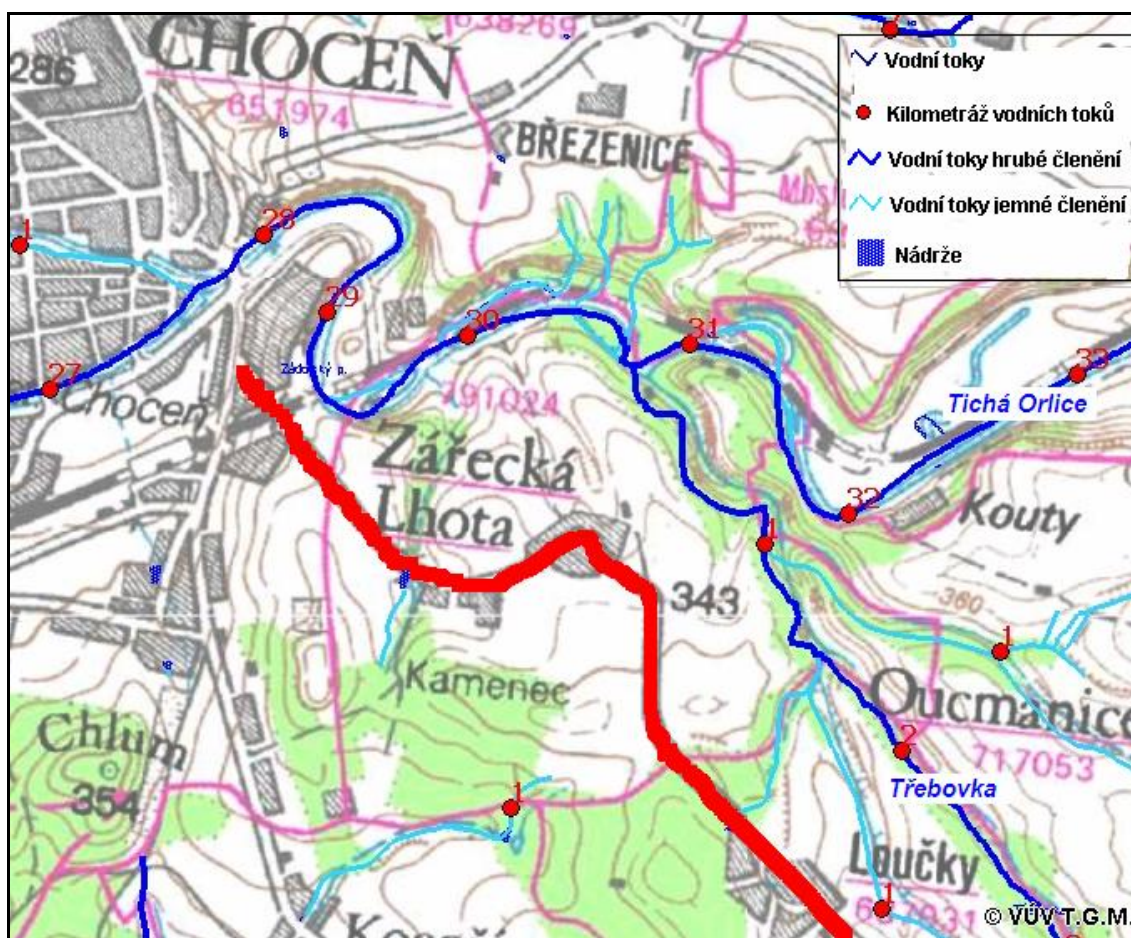 638269
CHOCEN
286
651974
BŘEZENICE
Vodní toky
Kilometráž vodních toků
Vodní toky hrubé členění
Vodní toky jemné členění
Nádrže
1
28
29
30
31
33
27
Choceň
791024
Tichá Orlice
Zářecká
Lhota
32
Kouty
1
343
360
1
Kamenec
Oucmanice
Chlum
2
717053
354
1
Třebovka
Loučky
1
© VÚV T.G.M.